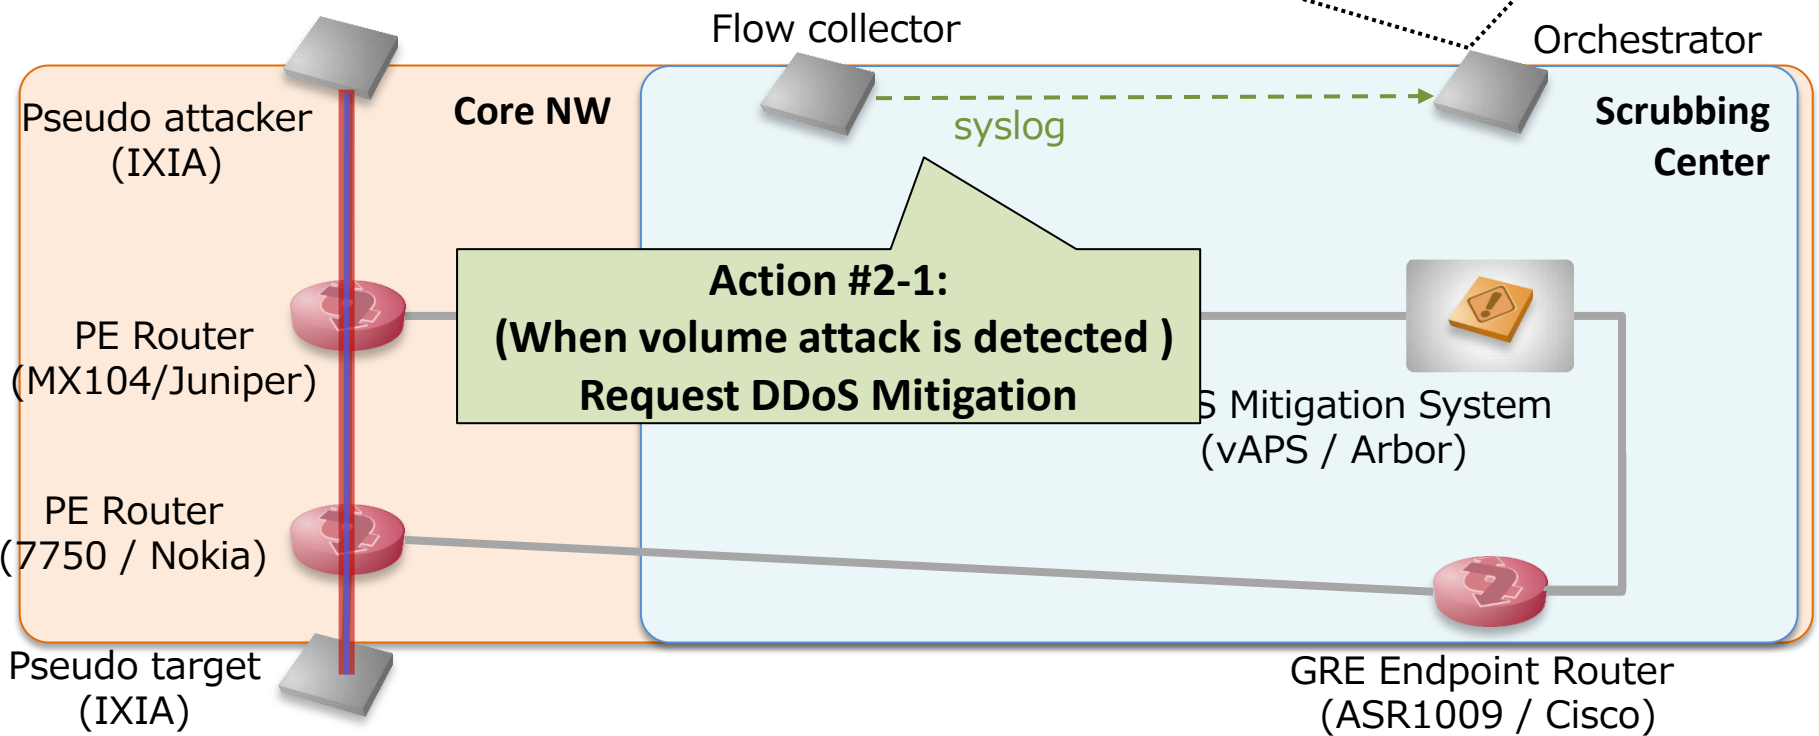 Flow collector
Orchestrator
Pseudo attacker
(IXIA)
Core NW
syslog
Scrubbing
Center
Action #2-1:
(When volume attack is detected )
Request DDoS Mitigation
PE Router
(MX104/Juniper)
S Mitigation System
(vAPS / Arbor)
PE Router
(7750 / Nokia)
Pseudo target
(IXIA)
GRE Endpoint Router
(ASR1009 / Cisco)